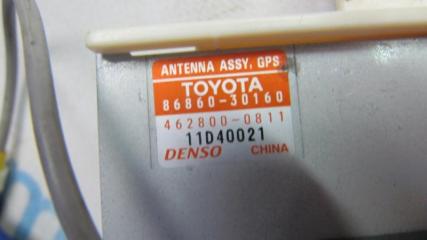 ANTENNA ASSY, GPS
TOYOTA
86860-30160
462800-0811
11D40021
DENSO CHINA